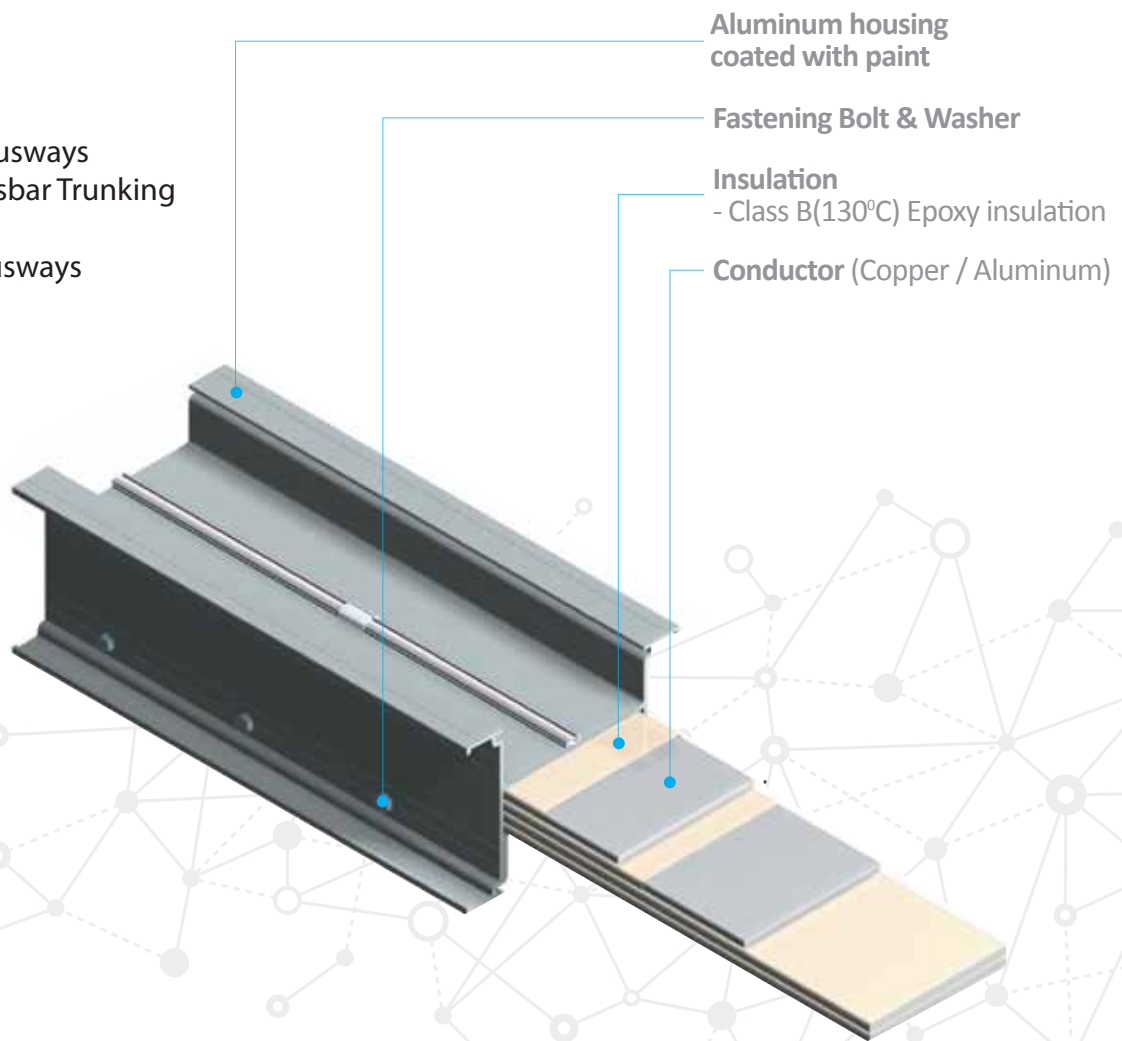 Aluminum housing
coated with paint
Fastening Bolt & Washer
Insulation
- Class B(130⁰C) Epoxy insulation
Conductor (Copper / Aluminum)
usways
sbar Trunking
usways